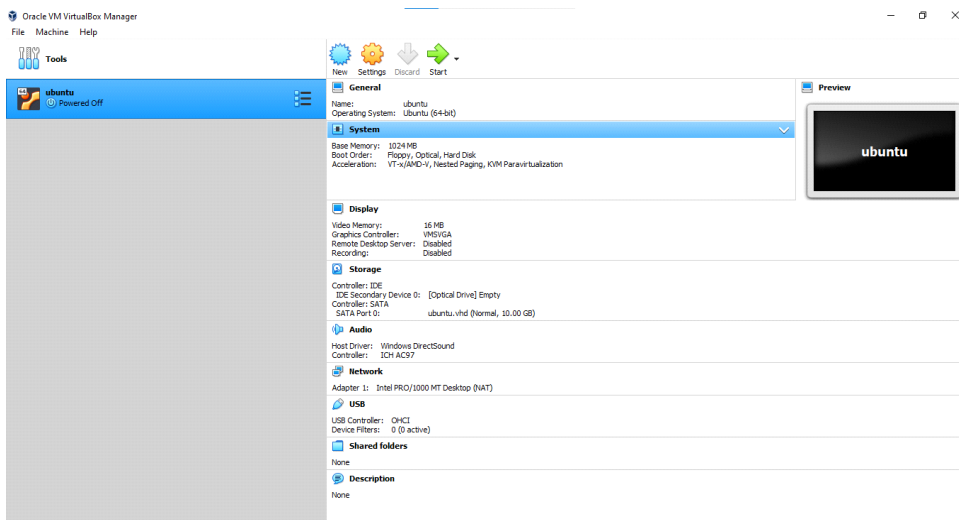 Oracle VM VirtualBox Manager
File Machine Help
Tools
New Settings Discard Start
64
ubuntu
Powered Off
General
Name: ubuntu
Operating System: Ubuntu (64-bit)
System
Base Memory: 1024 MB
Boot Order: Floppy, Optical, Hard Disk
Acceleration: VT-x/AMD-V, Nested Paging, KVM Paravirtualization
Display
Video Memory: 16 MB
Graphics Controller: VMSVGA
Remote Desktop Server: Disabled
Recording: Disabled
Storage
Controller: IDE
IDE Secondary Device 0: [Optical Drive] Empty
Controller: SATA
SATA Port 0: ubuntu.vhd (Normal, 10.00 GB)
Audio
Host Driver: Windows DirectSound
Controller: ICH AC97
Network
Adapter 1: Intel PRO/1000 MT Desktop (NAT)
USB
USB Controller: OHCI
Device Filters: 0 (0 active)
Shared folders
None
Description
None
Preview
ubuntu